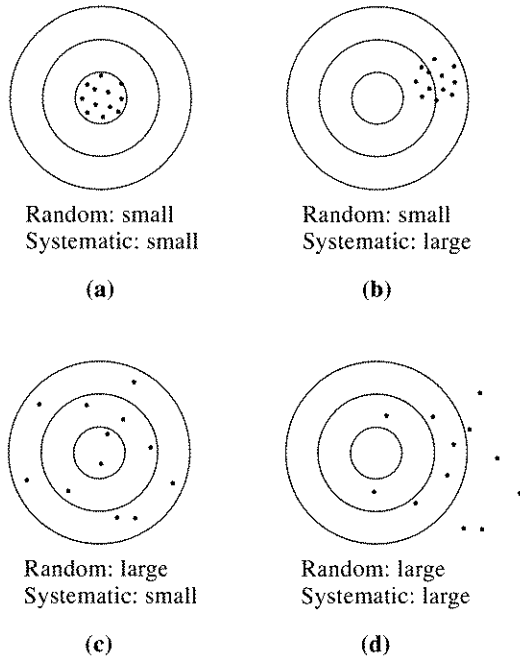 Random: small
Systematic: small
(a)
Random: small
Systematic: large
(b)
Random: large
Systematic: small
(c)
Random: large
Systematic: large
(d)